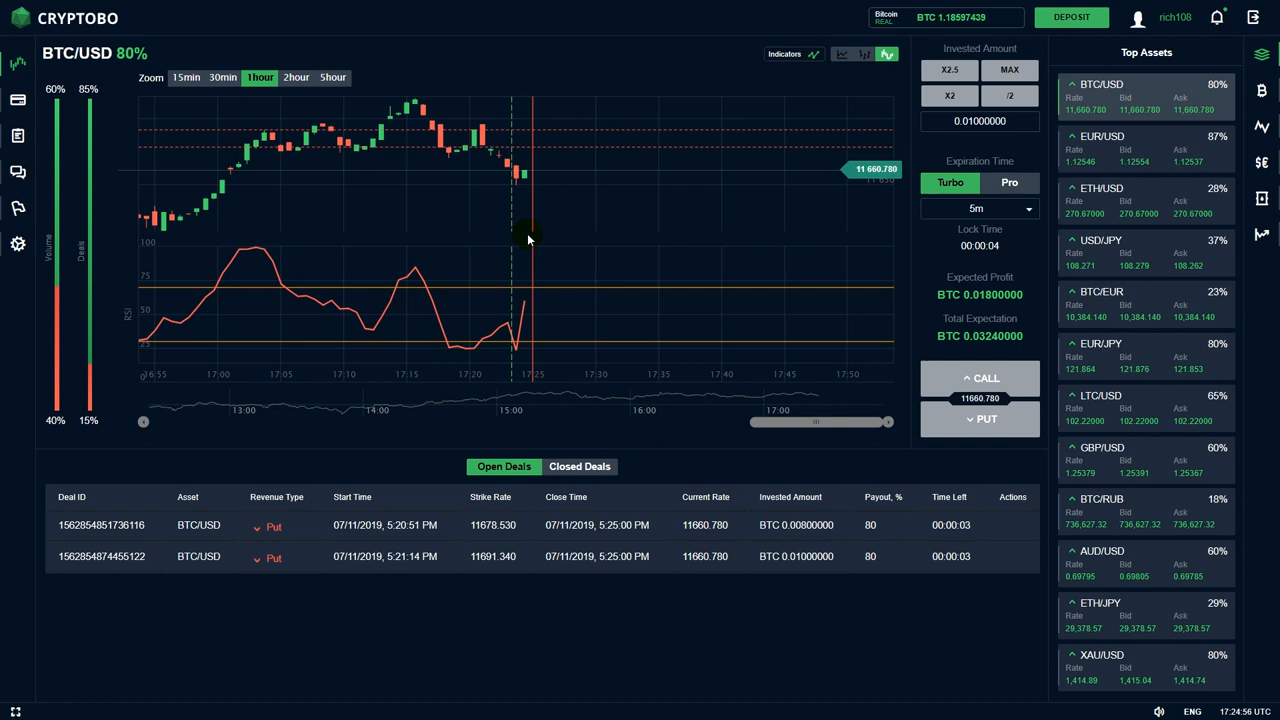 CRYPTOBO
Bitcoin
REAL
BTC 1.18597439
DEPOSIT
rich108
BTC/USD 80%
Indicators
Zoom 15min 30min 1hour 2hour 5hour
60% 85%
Volume
Deals
40% 15%
11 660.780
100
75
50
25
0
RSI
16:55 17:00 17:05 17:10 17:15 17:20 17:25 17:30 17:35 17:40 17:45 17:50
13:00 14:00 15:00 16:00 17:00
Invested Amount
X2.5 MAX
X2 /2
0.01000000
Expiration Time
Turbo Pro
5m
Lock Time
00:00:04
Expected Profit
BTC 0.01800000
Total Expectation
BTC 0.03240000
CALL
11660.780
PUT
Top Assets
BTC/USD 80%
Rate Bid Ask
11,660.780 11,660.780 11,660.780
EUR/USD 87%
Rate Bid Ask
1.12546 1.12554 1.12537
ETH/USD 28%
Rate Bid Ask
270.67000 270.67000 270.67000
USD/JPY 37%
Rate Bid Ask
108.271 108.279 108.262
BTC/EUR 23%
Rate Bid Ask
10,384.140 10,384.140 10,384.140
EUR/JPY 80%
Rate Bid Ask
121.864 121.876 121.853
LTC/USD 65%
Rate Bid Ask
102.22000 102.22000 102.22000
GBP/USD 60%
Rate Bid Ask
1.25379 1.25391 1.25367
BTC/RUB 18%
Rate Bid Ask
736,627.32 736,627.32 736,627.32
AUD/USD 60%
Rate Bid Ask
0.69795 0.69805 0.69785
ETH/JPY 29%
Rate Bid Ask
29,378.57 29,378.57 29,378.57
XAU/USD 80%
Rate Bid Ask
1,414.89 1,415.04 1,414.74
Open Deals Closed Deals
Deal ID Asset Revenue Type Start Time Strike Rate Close Time Current Rate Invested Amount Payout, % Time Left Actions
1562854851736116 BTC/USD Put 07/11/2019, 5:20:51 PM 11678.530 07/11/2019, 5:25:00 PM 11660.780 BTC 0.00800000 80 00:00:03
1562854874455122 BTC/USD Put 07/11/2019, 5:21:14 PM 11691.340 07/11/2019, 5:25:00 PM 11660.780 BTC 0.01000000 80 00:00:03
ENG 17:24:56 UTC